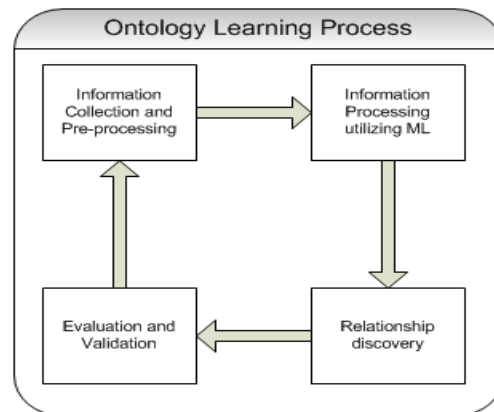 Ontology Learning Process
Information
Collection and
Pre-processing
Information
Processing
utilizing ML
Evaluation and
Validation
Relationship
discovery